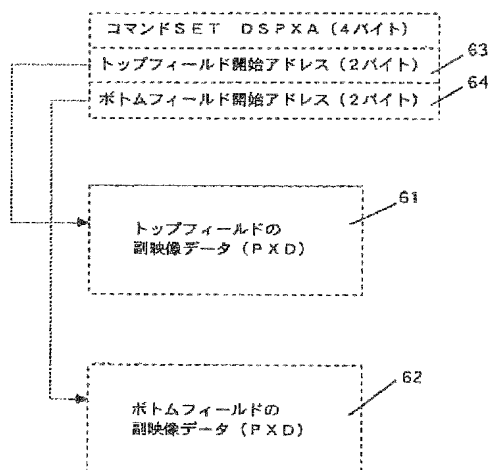 コマンドSET DSPXA（4バイト）
トップフィールド開始アドレス（2バイト）
63
ボトムフィールド開始アドレス（2バイト）
64
61
トップフィールドの
副映像データ（PXD）
62
ボトムフィールドの
副映像データ（PXD）